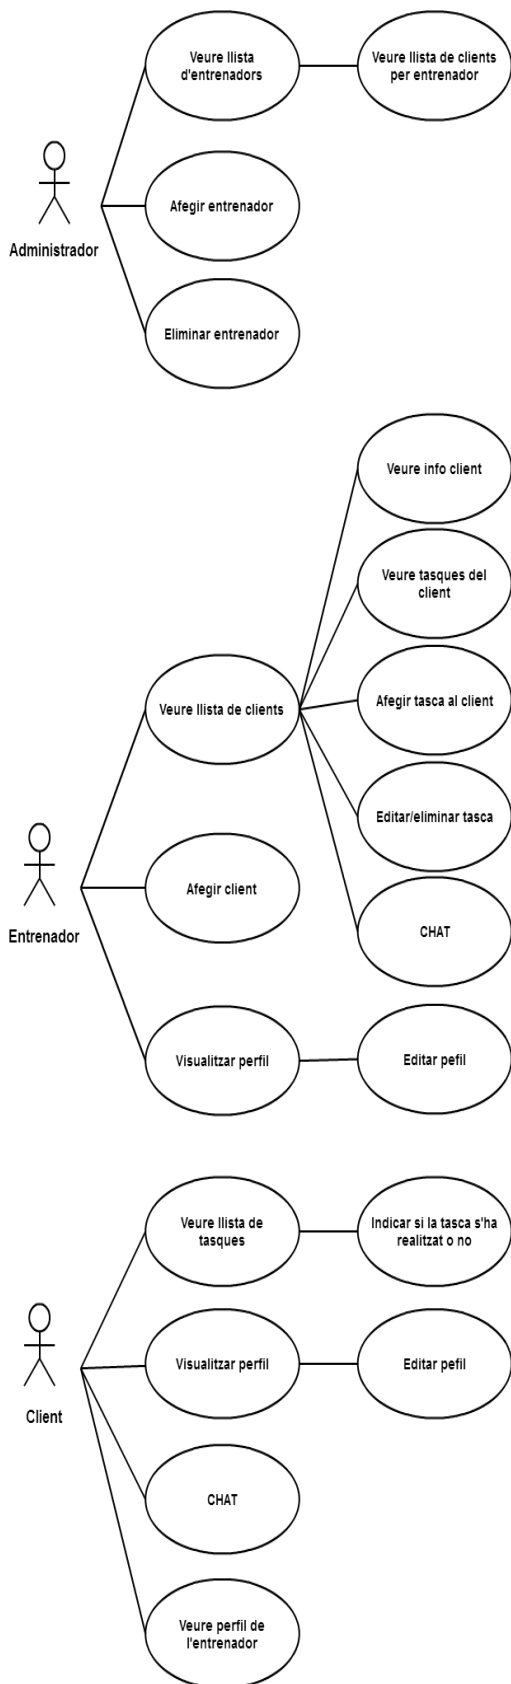 Veure llista
d'entrenadors
Veure llista de clients
per entrenador
Afegir entrenador
Administrador
Eliminar entrenador
Veure info client
Veure tasques del
client
Veure llista de clients
Afegir tasca al client
Editar/eliminar tasca
Afegir client
Entrenador
CHAT
Visualitzar perfil
Editar pefil
Veure llista de
tasques
Indicar si la tasca s'ha
realitzat o no
Visualitzar perfil
Editar pefil
Client
CHAT
Veure perfil de
l'entrenador